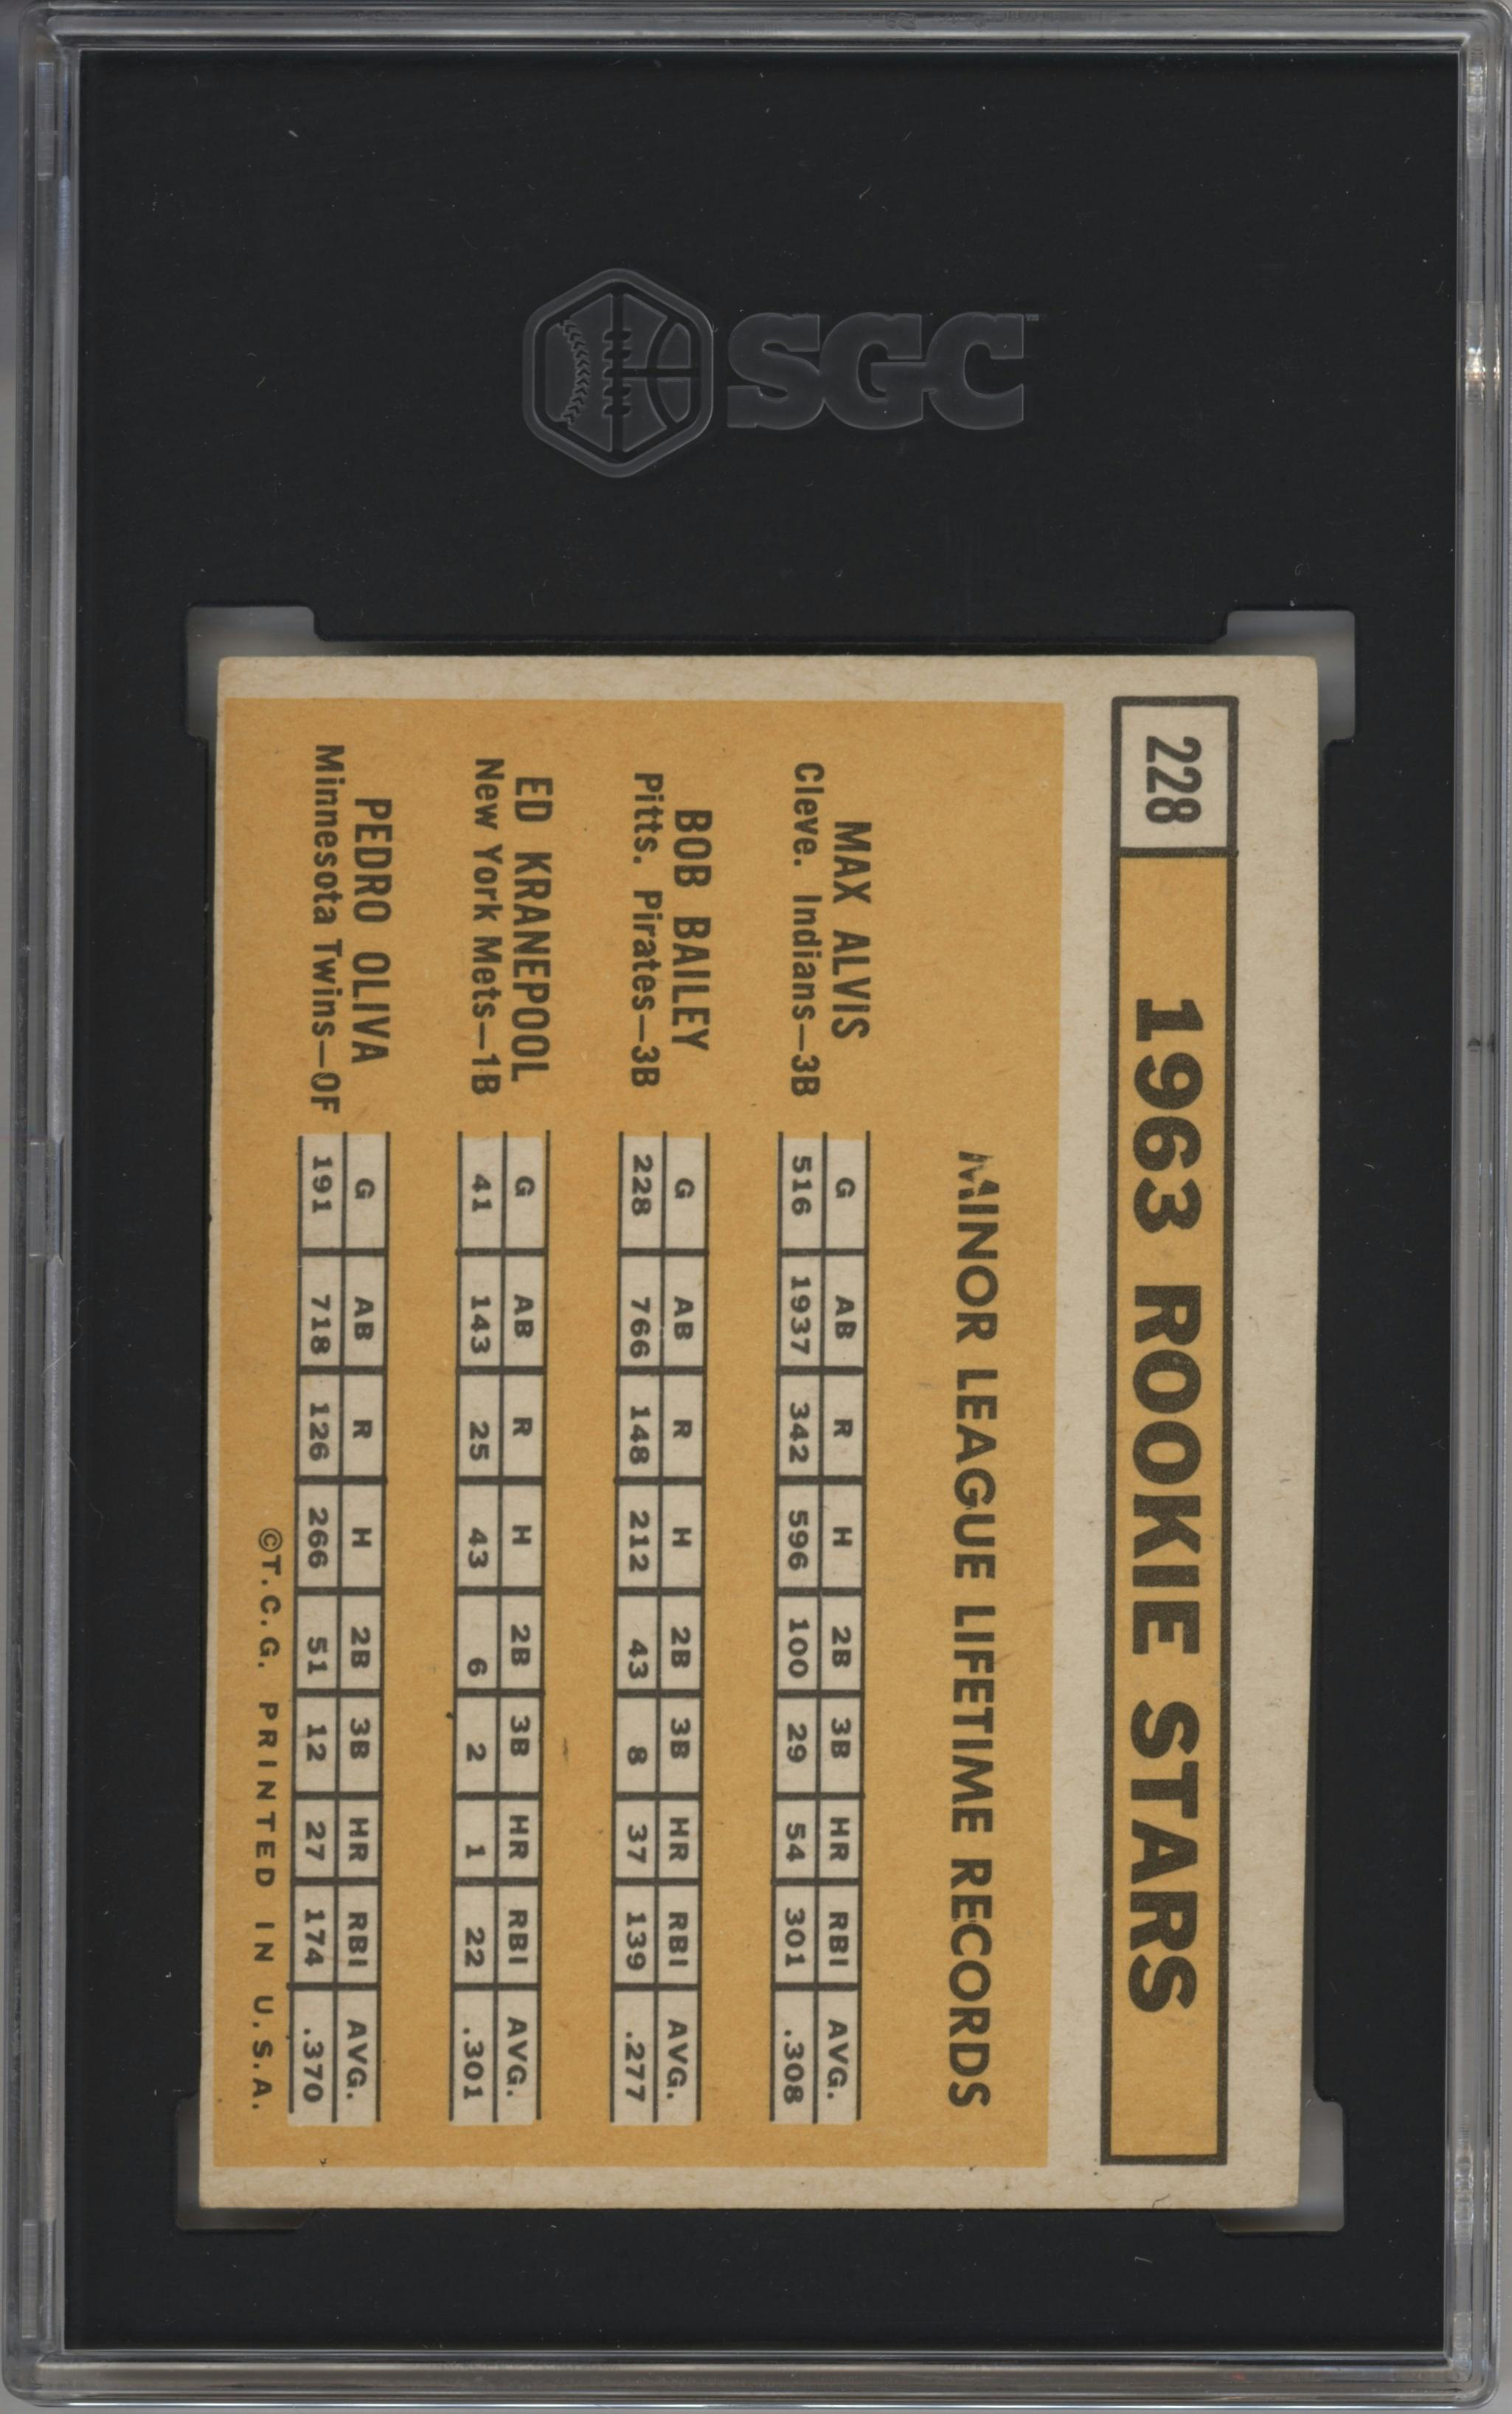 SGC
228 1963 ROOKIE STARS
MINOR LEAGUE LIFETIME RECORDS
MAX ALVIS
Cleve. Indians—3B
G AB R H 2B 3B HR RBI AVG.
516 1937 342 596 100 29 54 301 .308
BOB BAILEY
Pitts. Pirates—3B
G AB R H 2B 3B HR RBI AVG.
228 766 148 212 43 8 37 139 .277
ED KRANEPOOL
New York Mets—1B
G AB R H 2B 3B HR RBI AVG.
41 143 25 43 6 2 1 22 .301
PEDRO OLIVA
Minnesota Twins—OF
G AB R H 2B 3B HR RBI AVG.
191 718 126 266 51 12 27 174 .370
©T.C.G. PRINTED IN U.S.A.